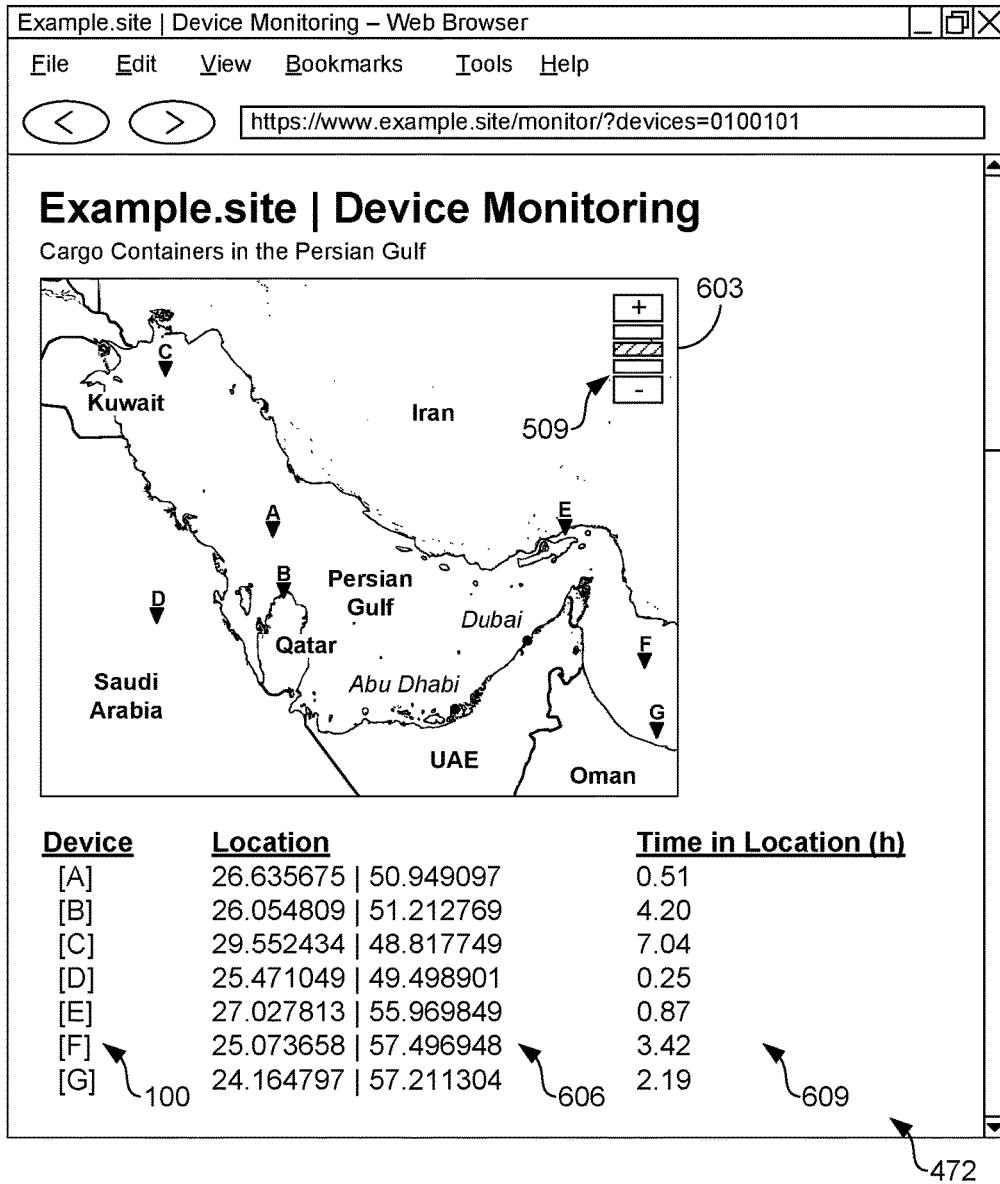 Example.site | Device Monitoring – Web Browser
File Edit View Bookmarks Tools Help
< >
https://www.example.site/monitor/?devices=0100101
Example.site | Device Monitoring
Cargo Containers in the Persian Gulf
603
+
C
Kuwait
Iran
-
509
A
E
B
Persian
Gulf
D
Dubai
Qatar
F
Saudi
Arabia
Abu Dhabi
G
UAE
Oman
Device Location Time in Location (h)
[A] 26.635675 | 50.949097 0.51
[B] 26.054809 | 51.212769 4.20
[C] 29.552434 | 48.817749 7.04
[D] 25.471049 | 49.498901 0.25
[E] 27.027813 | 55.969849 0.87
[F] 25.073658 | 57.496948 3.42
[G] 24.164797 | 57.211304 2.19
100 606 609
472